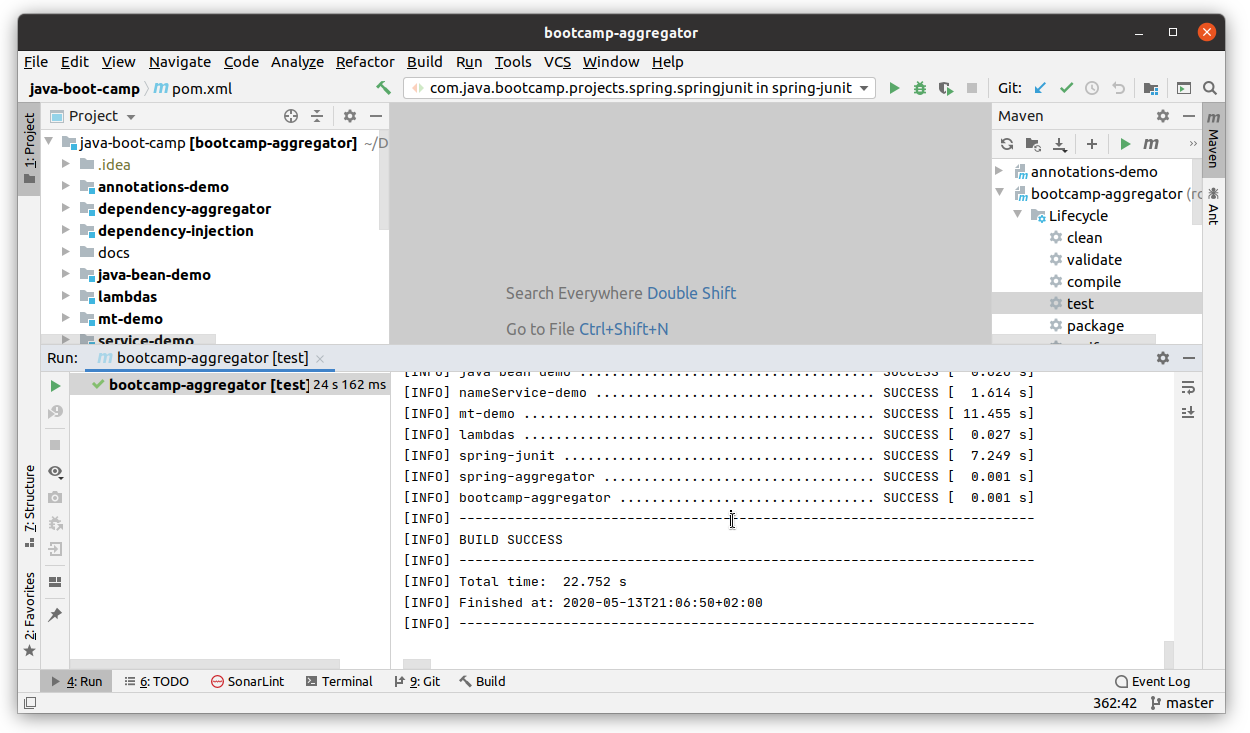 bootcamp-aggregator
File Edit View Navigate Code Analyze Refactor Build Run Tools VCS Window Help
java-boot-camp m pom.xml com.java.bootcamp.projects.spring.springjunit in spring-junit Git:
1: Project
Project
java-boot-camp [bootcamp-aggregator] ~/D
.idea
annotations-demo
dependency-aggregator
dependency-injection
docs
java-bean-demo
lambdas
mt-demo
service-demo
Search Everywhere Double Shift
Go to File Ctrl+Shift+N
Maven
m
annotations-demo
bootcamp-aggregator (ro
Lifecycle
clean
validate
compile
test
package
m Maven
Ant
Run: m bootcamp-aggregator [test]
bootcamp-aggregator [test] 24 s 162 ms
[INFO] java-bean-demo ..................................... SUCCESS [  0.028 s]
[INFO] nameService-demo ................................... SUCCESS [  1.614 s]
[INFO] mt-demo ............................................ SUCCESS [ 11.455 s]
[INFO] lambdas ............................................ SUCCESS [  0.027 s]
[INFO] spring-junit ....................................... SUCCESS [  7.249 s]
[INFO] spring-aggregator .................................. SUCCESS [  0.001 s]
[INFO] bootcamp-aggregator ................................ SUCCESS [  0.001 s]
[INFO] ------------------------------------------------------------------------
[INFO] BUILD SUCCESS
[INFO] ------------------------------------------------------------------------
[INFO] Total time:  22.752 s
[INFO] Finished at: 2020-05-13T21:06:50+02:00
[INFO] ------------------------------------------------------------------------
7: Structure
2: Favorites
4: Run 6: TODO SonarLint Terminal 9: Git Build Event Log
362:42 master